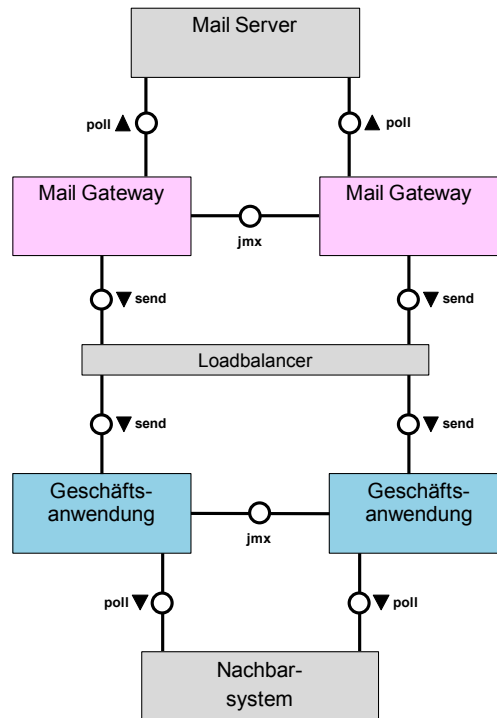 Mail Server
poll ▲ ▲ poll
Mail Gateway Mail Gateway
jmx
▼ send ▼ send
Loadbalancer
▼ send ▼ send
Geschäfts-
anwendung
Geschäfts-
anwendung
jmx
poll ▼ ▼ poll
Nachbar-
system